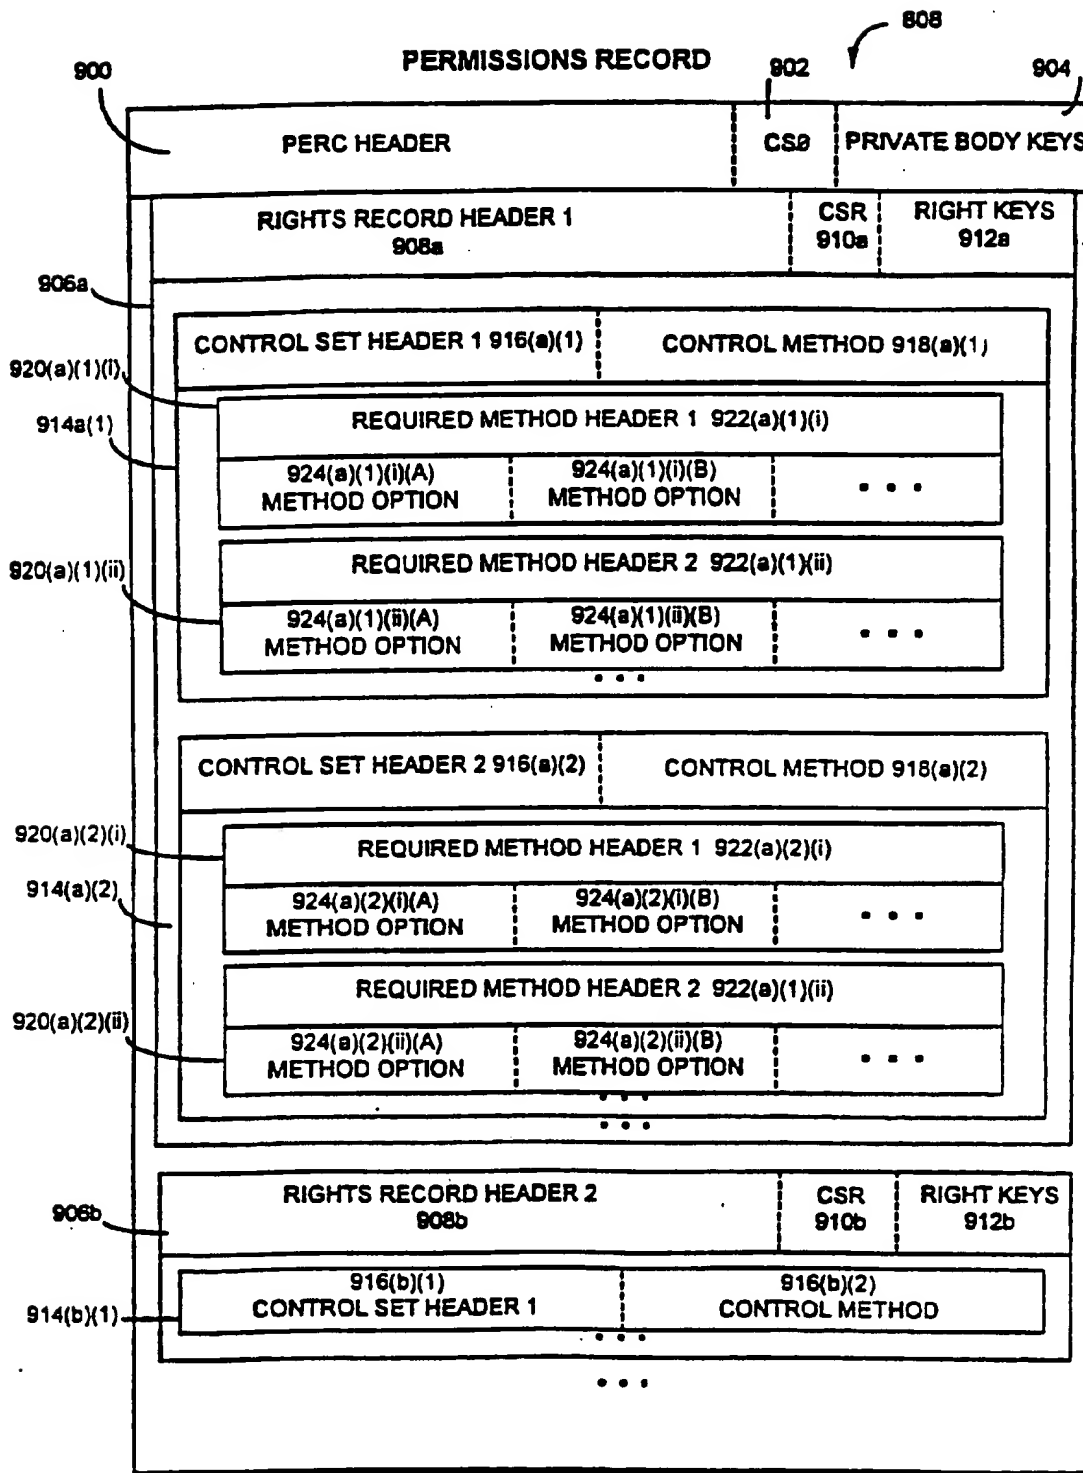 808
PERMISSIONS RECORD
900
902
904
PERC HEADER
CS0
PRIVATE BODY KEYS
RIGHTS RECORD HEADER 1
908a
CSR
910a
RIGHT KEYS
912a
906a
CONTROL SET HEADER 1 916(a)(1)
CONTROL METHOD 918(a)(1)
920(a)(1)(i)
914a(1)
REQUIRED METHOD HEADER 1 922(a)(1)(i)
924(a)(1)(i)(A)
METHOD OPTION
924(a)(1)(i)(B)
METHOD OPTION
• • •
920(a)(1)(ii)
REQUIRED METHOD HEADER 2 922(a)(1)(ii)
924(a)(1)(ii)(A)
METHOD OPTION
924(a)(1)(ii)(B)
METHOD OPTION
• • •
• • •
CONTROL SET HEADER 2 916(a)(2)
CONTROL METHOD 918(a)(2)
920(a)(2)(i)
914(a)(2)
REQUIRED METHOD HEADER 1 922(a)(2)(i)
924(a)(2)(i)(A)
METHOD OPTION
924(a)(2)(i)(B)
METHOD OPTION
• • •
920(a)(2)(ii)
REQUIRED METHOD HEADER 2 922(a)(1)(ii)
924(a)(2)(ii)(A)
METHOD OPTION
924(a)(2)(ii)(B)
METHOD OPTION
• • •
• • •
• • •
906b
RIGHTS RECORD HEADER 2
908b
CSR
910b
RIGHT KEYS
912b
914(b)(1)
916(b)(1)
CONTROL SET HEADER 1
916(b)(2)
CONTROL METHOD
• • •
• • •